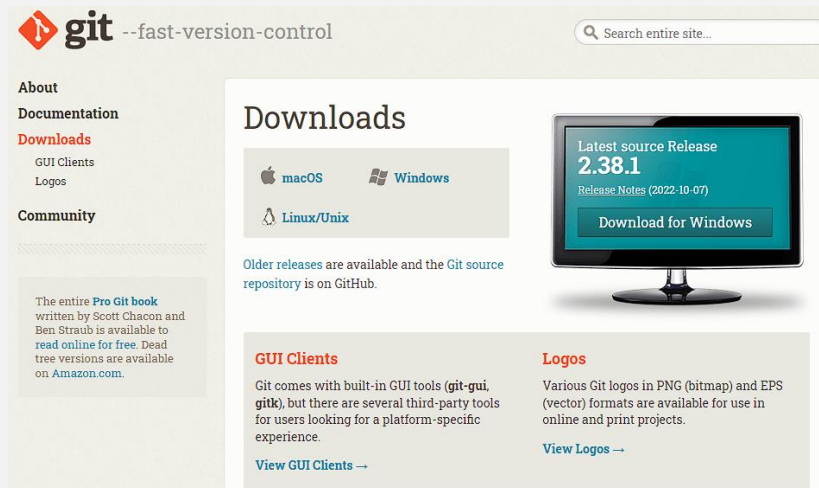 git --fast-version-control
Search entire site...
About
Documentation
Downloads
GUI Clients
Logos
Community
The entire Pro Git book
written by Scott Chacon and
Ben Straub is available to
read online for free. Dead
tree versions are available
on Amazon.com.
Downloads
macOS
Windows
Linux/Unix
Older releases are available and the Git source
repository is on GitHub.
Latest source Release
2.38.1
Release Notes (2022-10-07)
Download for Windows
GUI Clients
Git comes with built-in GUI tools (git-gui,
gitk), but there are several third-party tools
for users looking for a platform-specific
experience.
View GUI Clients →
Logos
Various Git logos in PNG (bitmap) and EPS
(vector) formats are available for use in
online and print projects.
View Logos →